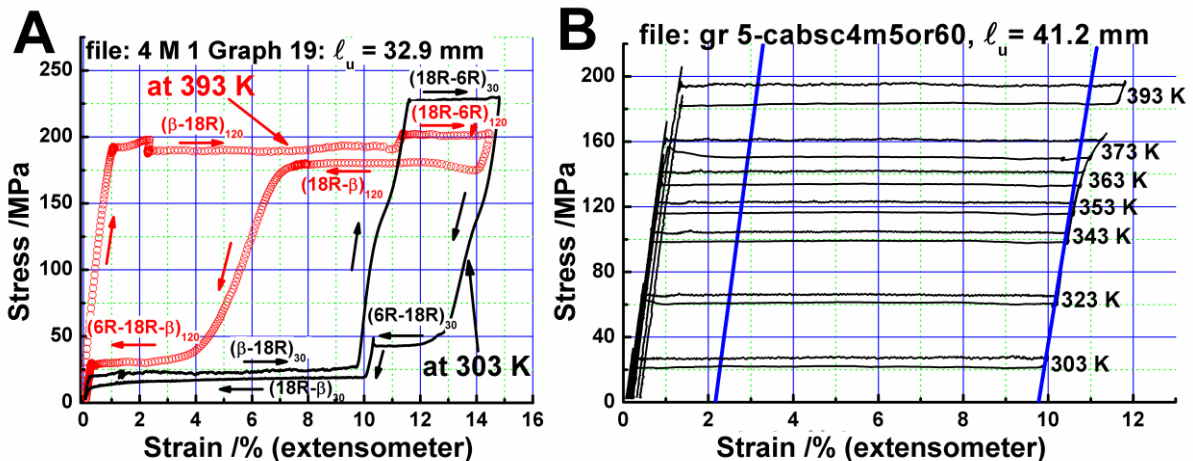 A
file: 4 M 1 Graph 19: ℓu = 32.9 mm
at 393 K
(18R-6R)30
(β-18R)120
(18R-6R)120
(18R-β)120
(6R-18R-β)120
(6R-18R)30
(β-18R)30
(18R-β)30
at 303 K
Stress /MPa
250
200
150
100
50
0
0 2 4 6 8 10 12 14 16
Strain /% (extensometer)
B
file: gr 5-cabsc4m5or60, ℓu= 41.2 mm
393 K
373 K
363 K
353 K
343 K
323 K
303 K
Stress /MPa
200
160
120
80
40
0
0 2 4 6 8 10 12
Strain /% (extensometer)